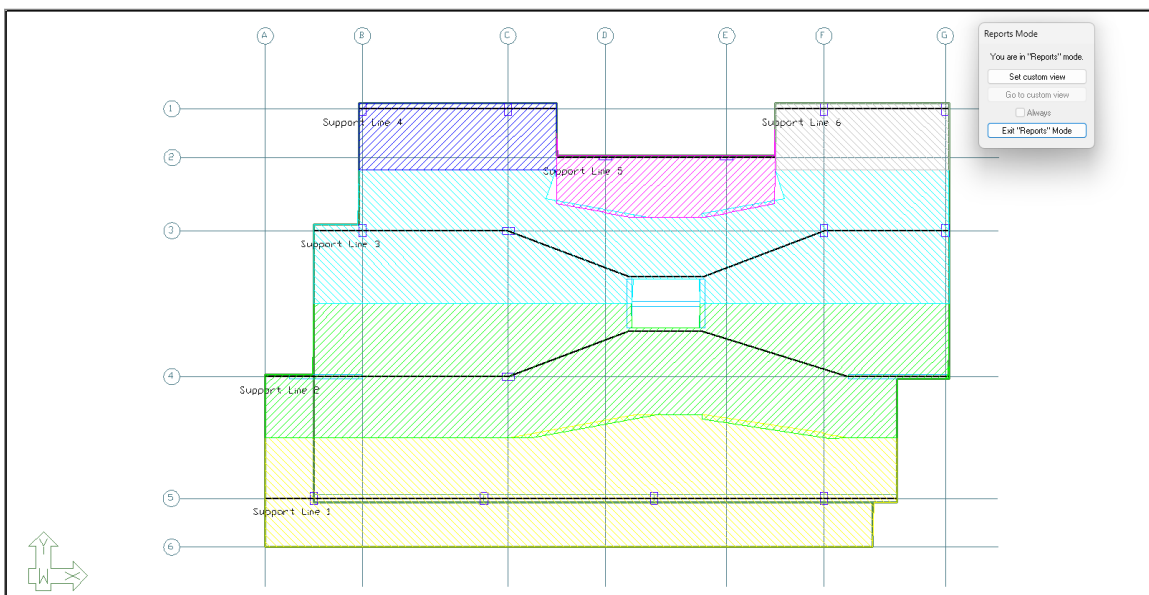 Reports Mode
You are in "Reports" mode.
Set custom view
Go to custom view
Always
Exit "Reports" Mode
A B C D E F G
1
Support Line 4
Support Line 6
2
Support Line 5
3
Support Line 3
4
Support Line 2
5
Support Line 1
6
Y
W X